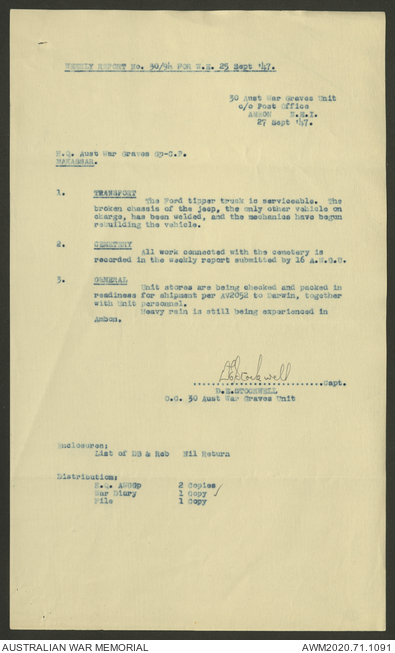 WEEKLY REPORT No. 30/94 FOR W.E. 25 Sept '47.
30 Aust War Graves Unit
c/o Post Office
AMBON N.E.I.
27 Sept '47.
H.Q. Aust War Graves Gp-C.P.
MAKASSAR.
1. TRANSPORT
The Ford tipper truck is serviceable. The
broken chassis of the jeep, the only other vehicle on
charge, has been welded, and the mechanics have begun
rebuilding the vehicle.
2. CEMETERY
All work connected with the cemetery is
recorded in the weekly report submitted by 16 A.W.G.U.
3. GENERAL
Unit stores are being checked and packed in
readiness for shipment per AV2052 to Darwin, together
with Unit personnel.
Heavy rain is still being experienced in
Ambon.
Stockwell
Capt.
STOCKWELL
O.C. 30 Aust War Graves Unit
Enclosures;
List of DB & Reb Nil Return
Distribution;
H.Q. AWGGp 2 Copies
War Diary 1 Copy
File 1 Copy
AUSTRALIAN WAR MEMORIAL
AWM2020.71.1091